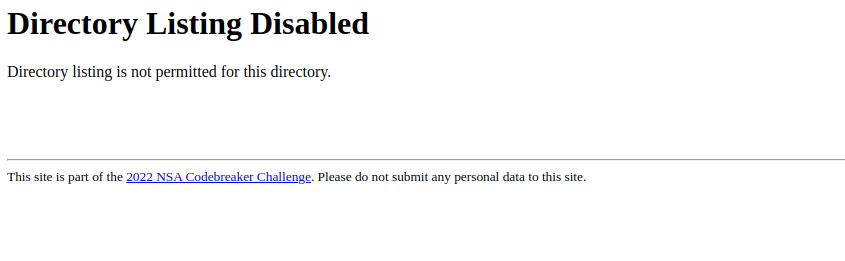 Directory Listing Disabled
Directory listing is not permitted for this directory.
This site is part of the 2022 NSA Codebreaker Challenge. Please do not submit any personal data to this site.